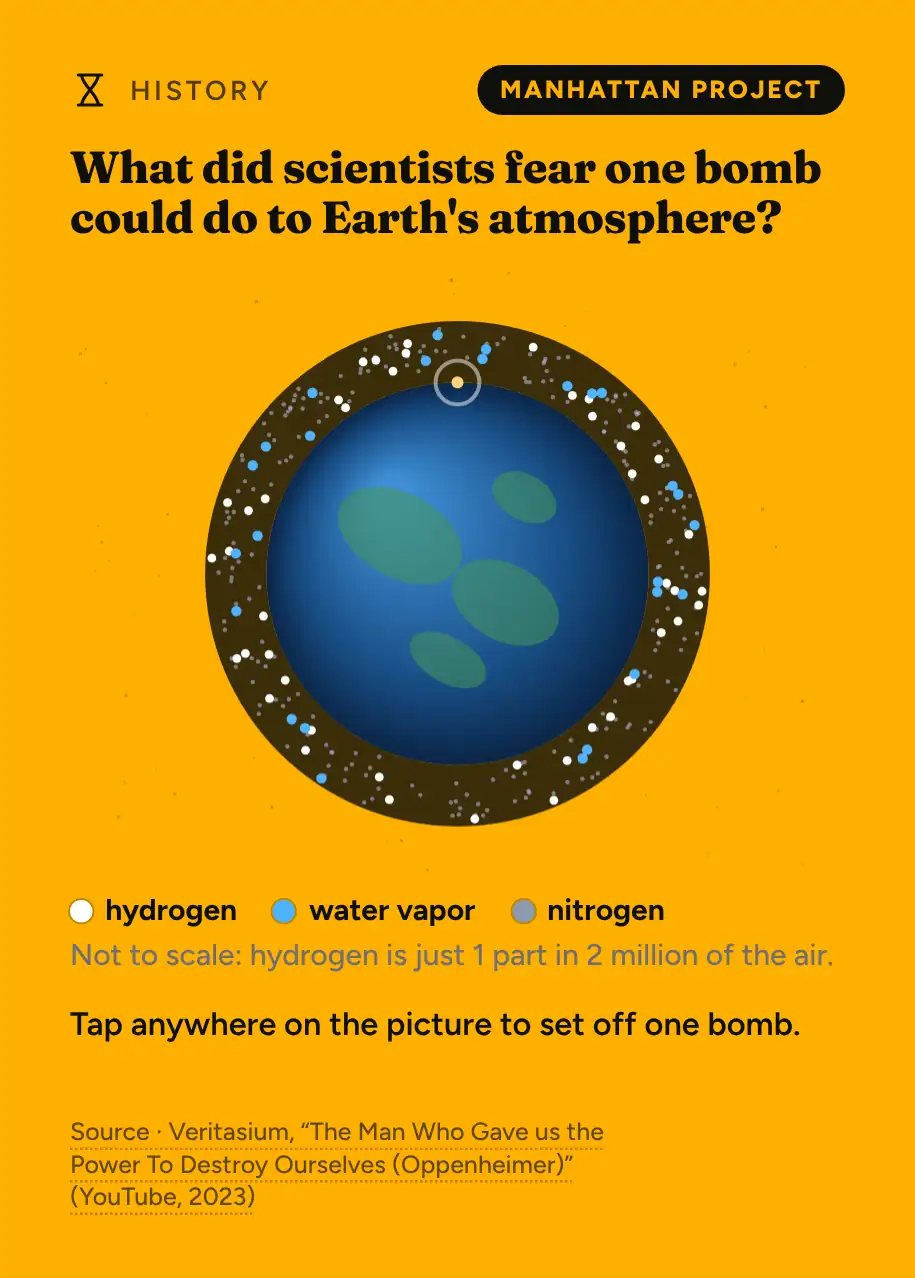 HISTORY
MANHATTAN PROJECT
What did scientists fear one bomb
could do to Earth's atmosphere?
hydrogen
water vapor
nitrogen
Not to scale: hydrogen is just 1 part in 2 million of the air.
Tap anywhere on the picture to set off one bomb.
Source · Veritasium, “The Man Who Gave us the
Power To Destroy Ourselves (Oppenheimer)”
(YouTube, 2023)